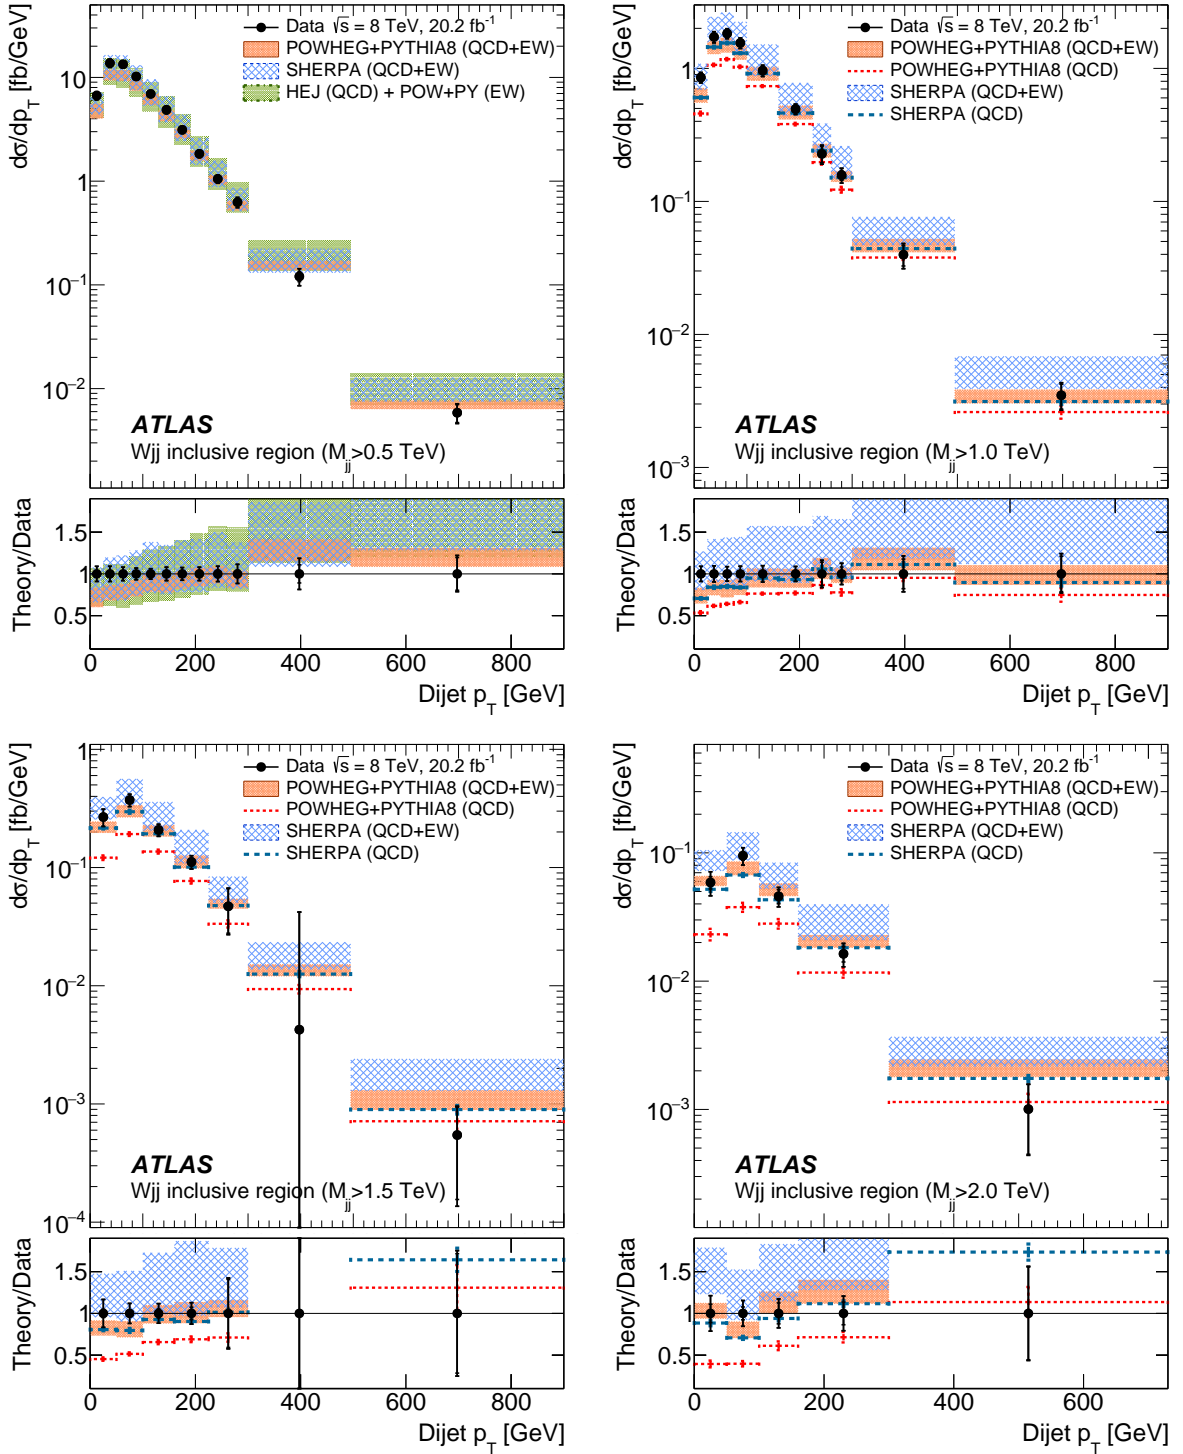 dσ/dp_T [fb/GeV]
Data √s = 8 TeV, 20.2 fb⁻¹
POWHEG+PYTHIA8 (QCD+EW)
SHERPA (QCD+EW)
HEJ (QCD) + POW+PY (EW)
10
1
10⁻¹
10⁻²
ATLAS
Wjj inclusive region (M_jj>0.5 TeV)
Theory/Data
1.5
1
0.5
0 200 400 600 800
Dijet p_T [GeV]
dσ/dp_T [fb/GeV]
Data √s = 8 TeV, 20.2 fb⁻¹
POWHEG+PYTHIA8 (QCD+EW)
POWHEG+PYTHIA8 (QCD)
SHERPA (QCD+EW)
SHERPA (QCD)
1
10⁻¹
10⁻²
10⁻³
ATLAS
Wjj inclusive region (M_jj>1.0 TeV)
Theory/Data
1.5
1
0.5
0 200 400 600 800
Dijet p_T [GeV]
dσ/dp_T [fb/GeV]
Data √s = 8 TeV, 20.2 fb⁻¹
POWHEG+PYTHIA8 (QCD+EW)
POWHEG+PYTHIA8 (QCD)
SHERPA (QCD+EW)
SHERPA (QCD)
1
10⁻¹
10⁻²
10⁻³
10⁻⁴
ATLAS
Wjj inclusive region (M_jj>1.5 TeV)
Theory/Data
1.5
1
0.5
0 200 400 600 800
Dijet p_T [GeV]
dσ/dp_T [fb/GeV]
Data √s = 8 TeV, 20.2 fb⁻¹
POWHEG+PYTHIA8 (QCD+EW)
POWHEG+PYTHIA8 (QCD)
SHERPA (QCD+EW)
SHERPA (QCD)
10⁻¹
10⁻²
10⁻³
ATLAS
Wjj inclusive region (M_jj>2.0 TeV)
Theory/Data
1.5
1
0.5
0 200 400 600
Dijet p_T [GeV]